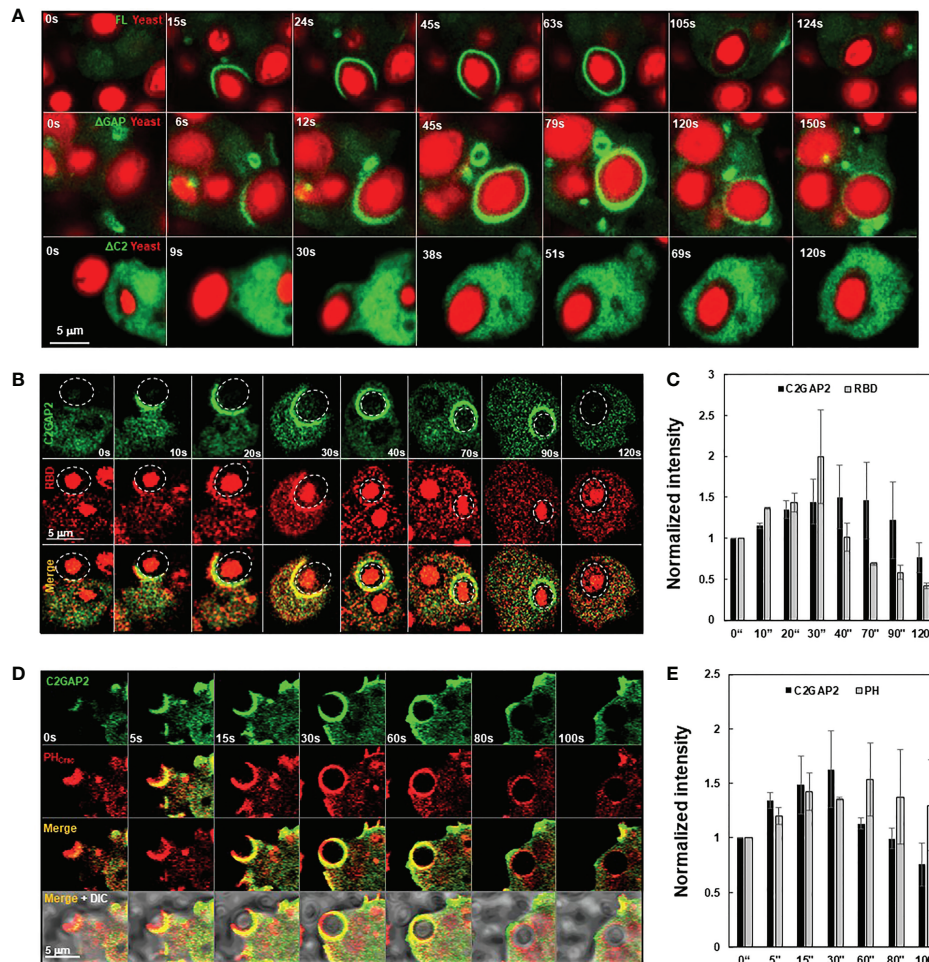 A
0s FL Yeast 15s 24s 45s 63s 105s 124s
0s ΔGAP Yeast 6s 12s 45s 79s 120s 150s
0s ΔC2 Yeast 9s 30s 38s 51s 69s 120s
5 μm
B
C2GAP2
0s 10s 20s 30s 40s 70s 90s 120s
RBD
5 μm
Merge
C
Normalized intensity
C2GAP2 RBD
3
2.5
2
1.5
1
0.5
0
0“ 10” 20“ 30” 40“ 70” 90“ 120
D
C2GAP2
0s 5s 15s 30s 60s 80s 100s
PHCrac
Merge
Merge + DIC
5 μm
E
Normalized intensity
C2GAP2 PH
2.5
2
1.5
1
0.5
0
0“ 5” 15” 30” 60” 80” 100